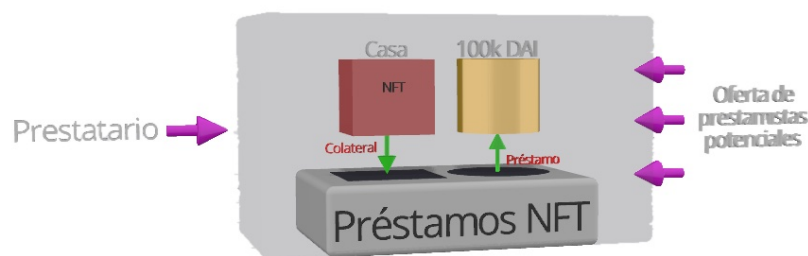 Casa
100k DAI
NFT
Prestatario
Colateral
Préstamo
Oferta de
prestamistas
potenciales
Préstamos NFT